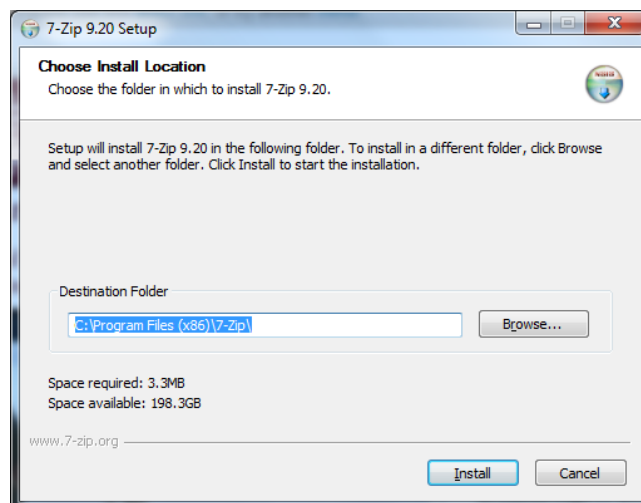 7-Zip 9.20 Setup
Choose Install Location
Choose the folder in which to install 7-Zip 9.20.
Setup will install 7-Zip 9.20 in the following folder. To install in a different folder, click Browse
and select another folder. Click Install to start the installation.
Destination Folder
C:\Program Files (x86)\7-Zip\
Browse...
Space required: 3.3MB
Space available: 198.3GB
www.7-zip.org
Install
Cancel